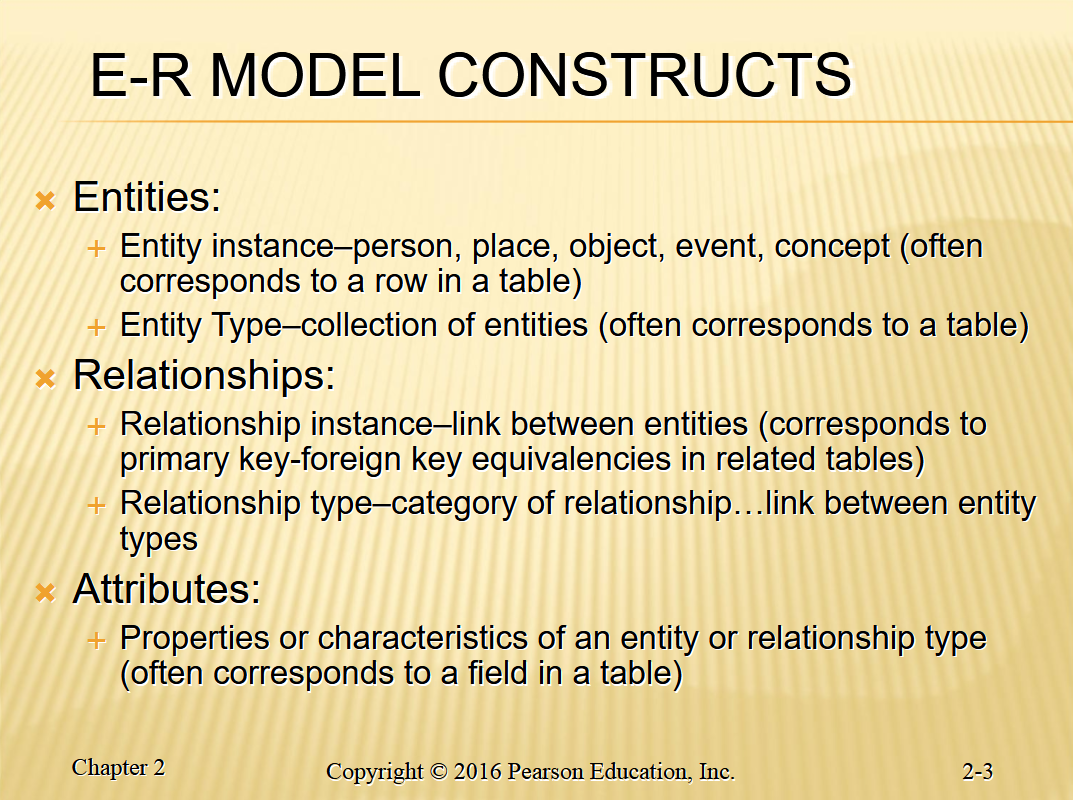 E-R MODEL CONSTRUCTS
Entities:
Entity instance–person, place, object, event, concept (often
corresponds to a row in a table)
Entity Type–collection of entities (often corresponds to a table)
Relationships:
Relationship instance–link between entities (corresponds to
primary key-foreign key equivalencies in related tables)
Relationship type–category of relationship…link between entity
types
Attributes:
Properties or characteristics of an entity or relationship type
(often corresponds to a field in a table)
Chapter 2
Copyright © 2016 Pearson Education, Inc.
2-3